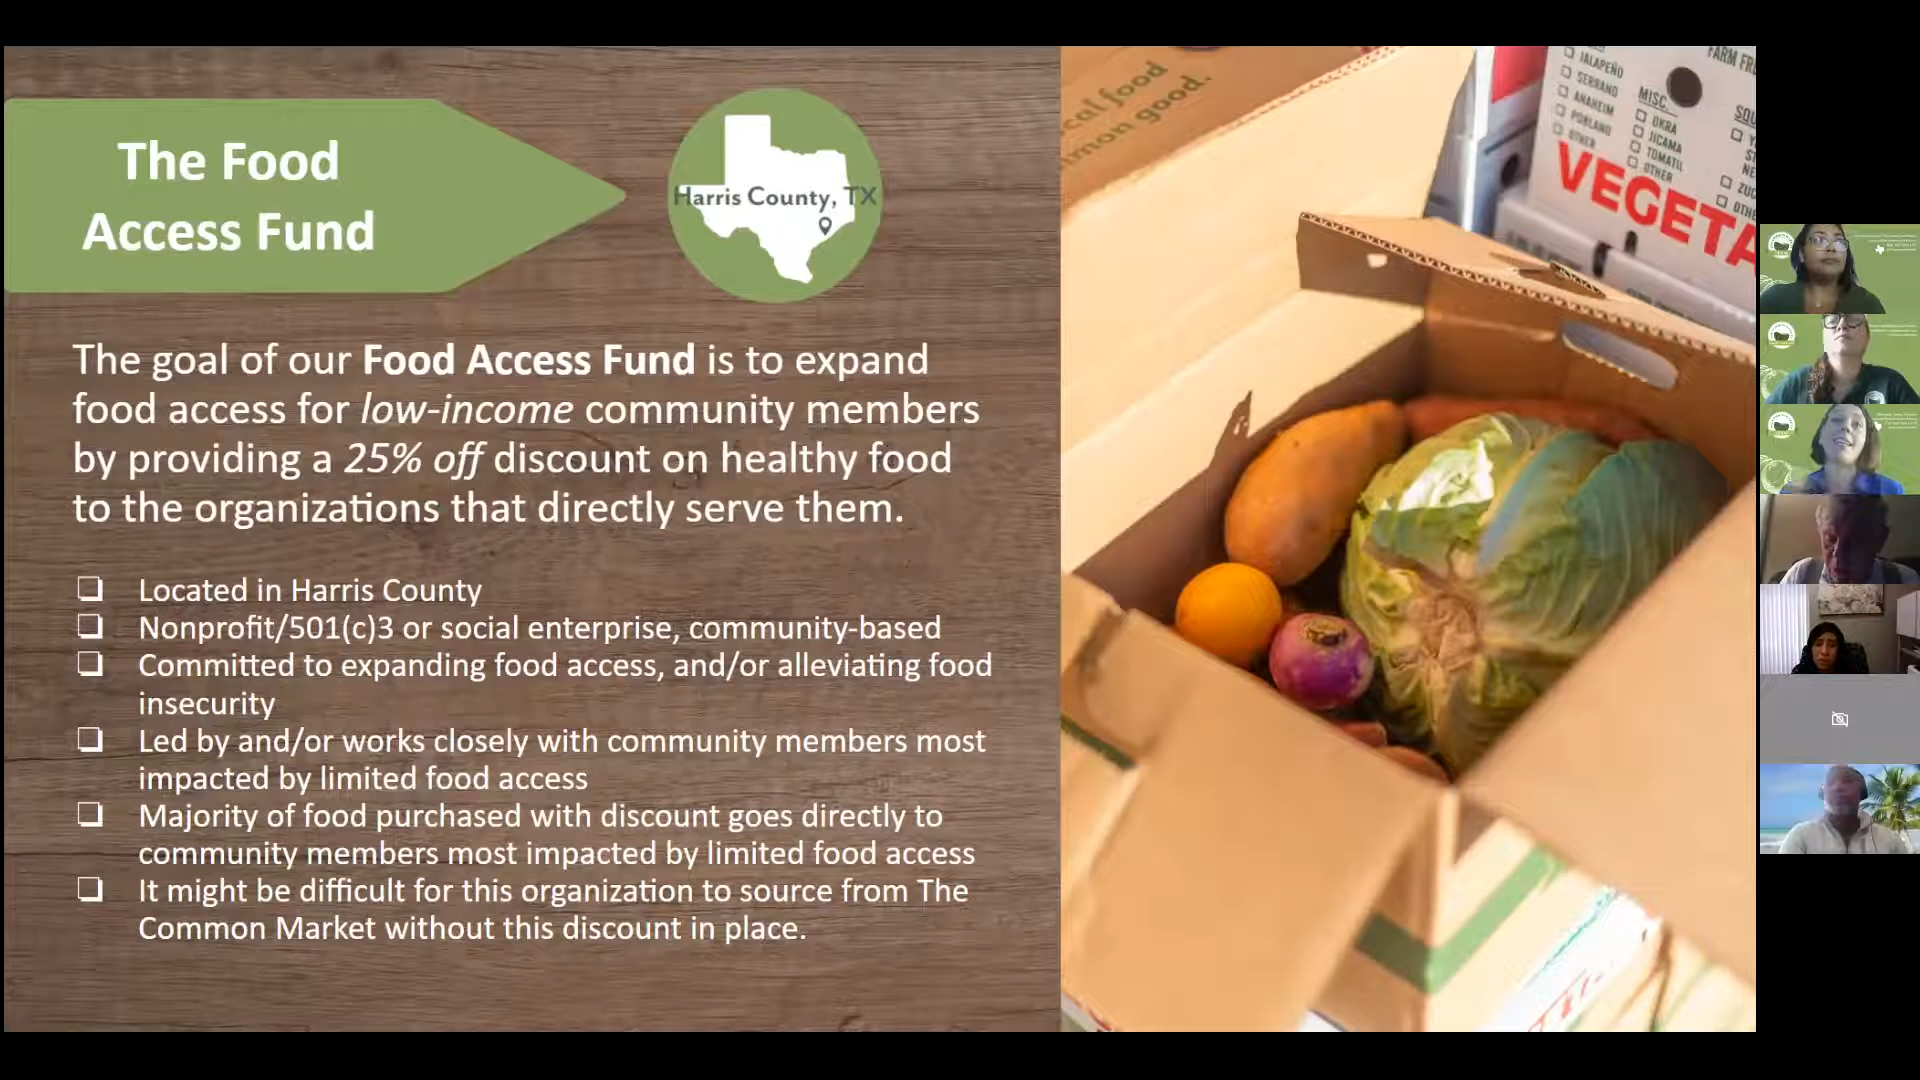 The Food
Access Fund
Harris County, TX
The goal of our Food Access Fund is to expand
food access for low-income community members
by providing a 25% off discount on healthy food
to the organizations that directly serve them.
❏ Located in Harris County
❏ Nonprofit/501(c)3 or social enterprise, community-based
❏ Committed to expanding food access, and/or alleviating food
insecurity
❏ Led by and/or works closely with community members most
impacted by limited food access
❏ Majority of food purchased with discount goes directly to
community members most impacted by limited food access
❏ It might be difficult for this organization to source from The
Common Market without this discount in place.
food
good.
JALAPEÑO
SERRANO
ANAHEIM
POBLANO
OTHER
MISC.
OKRA
JICAMA
OTHER
FARM
VEGETA